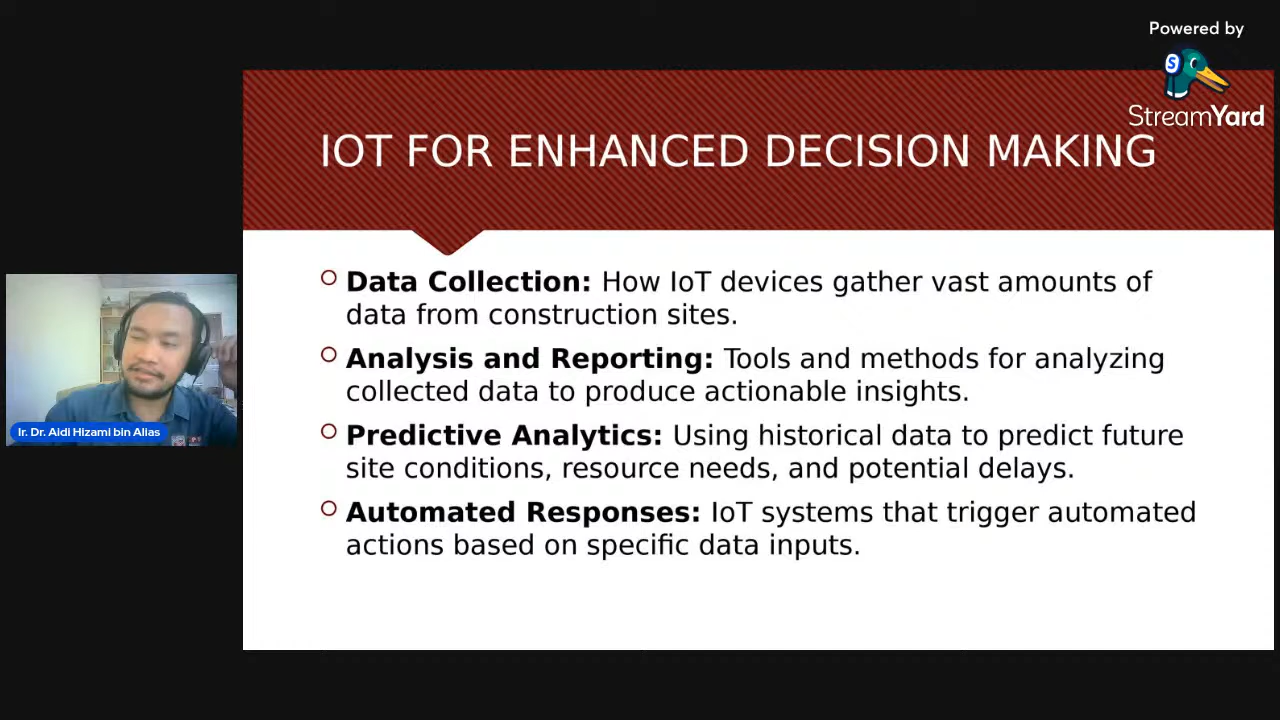 Powered by
StreamYard
IOT FOR ENHANCED DECISION MAKING
Data Collection: How IoT devices gather vast amounts of
data from construction sites.
Analysis and Reporting: Tools and methods for analyzing
collected data to produce actionable insights.
Predictive Analytics: Using historical data to predict future
site conditions, resource needs, and potential delays.
Automated Responses: IoT systems that trigger automated
actions based on specific data inputs.
Ir. Dr. Aidi Hizami bin Alias